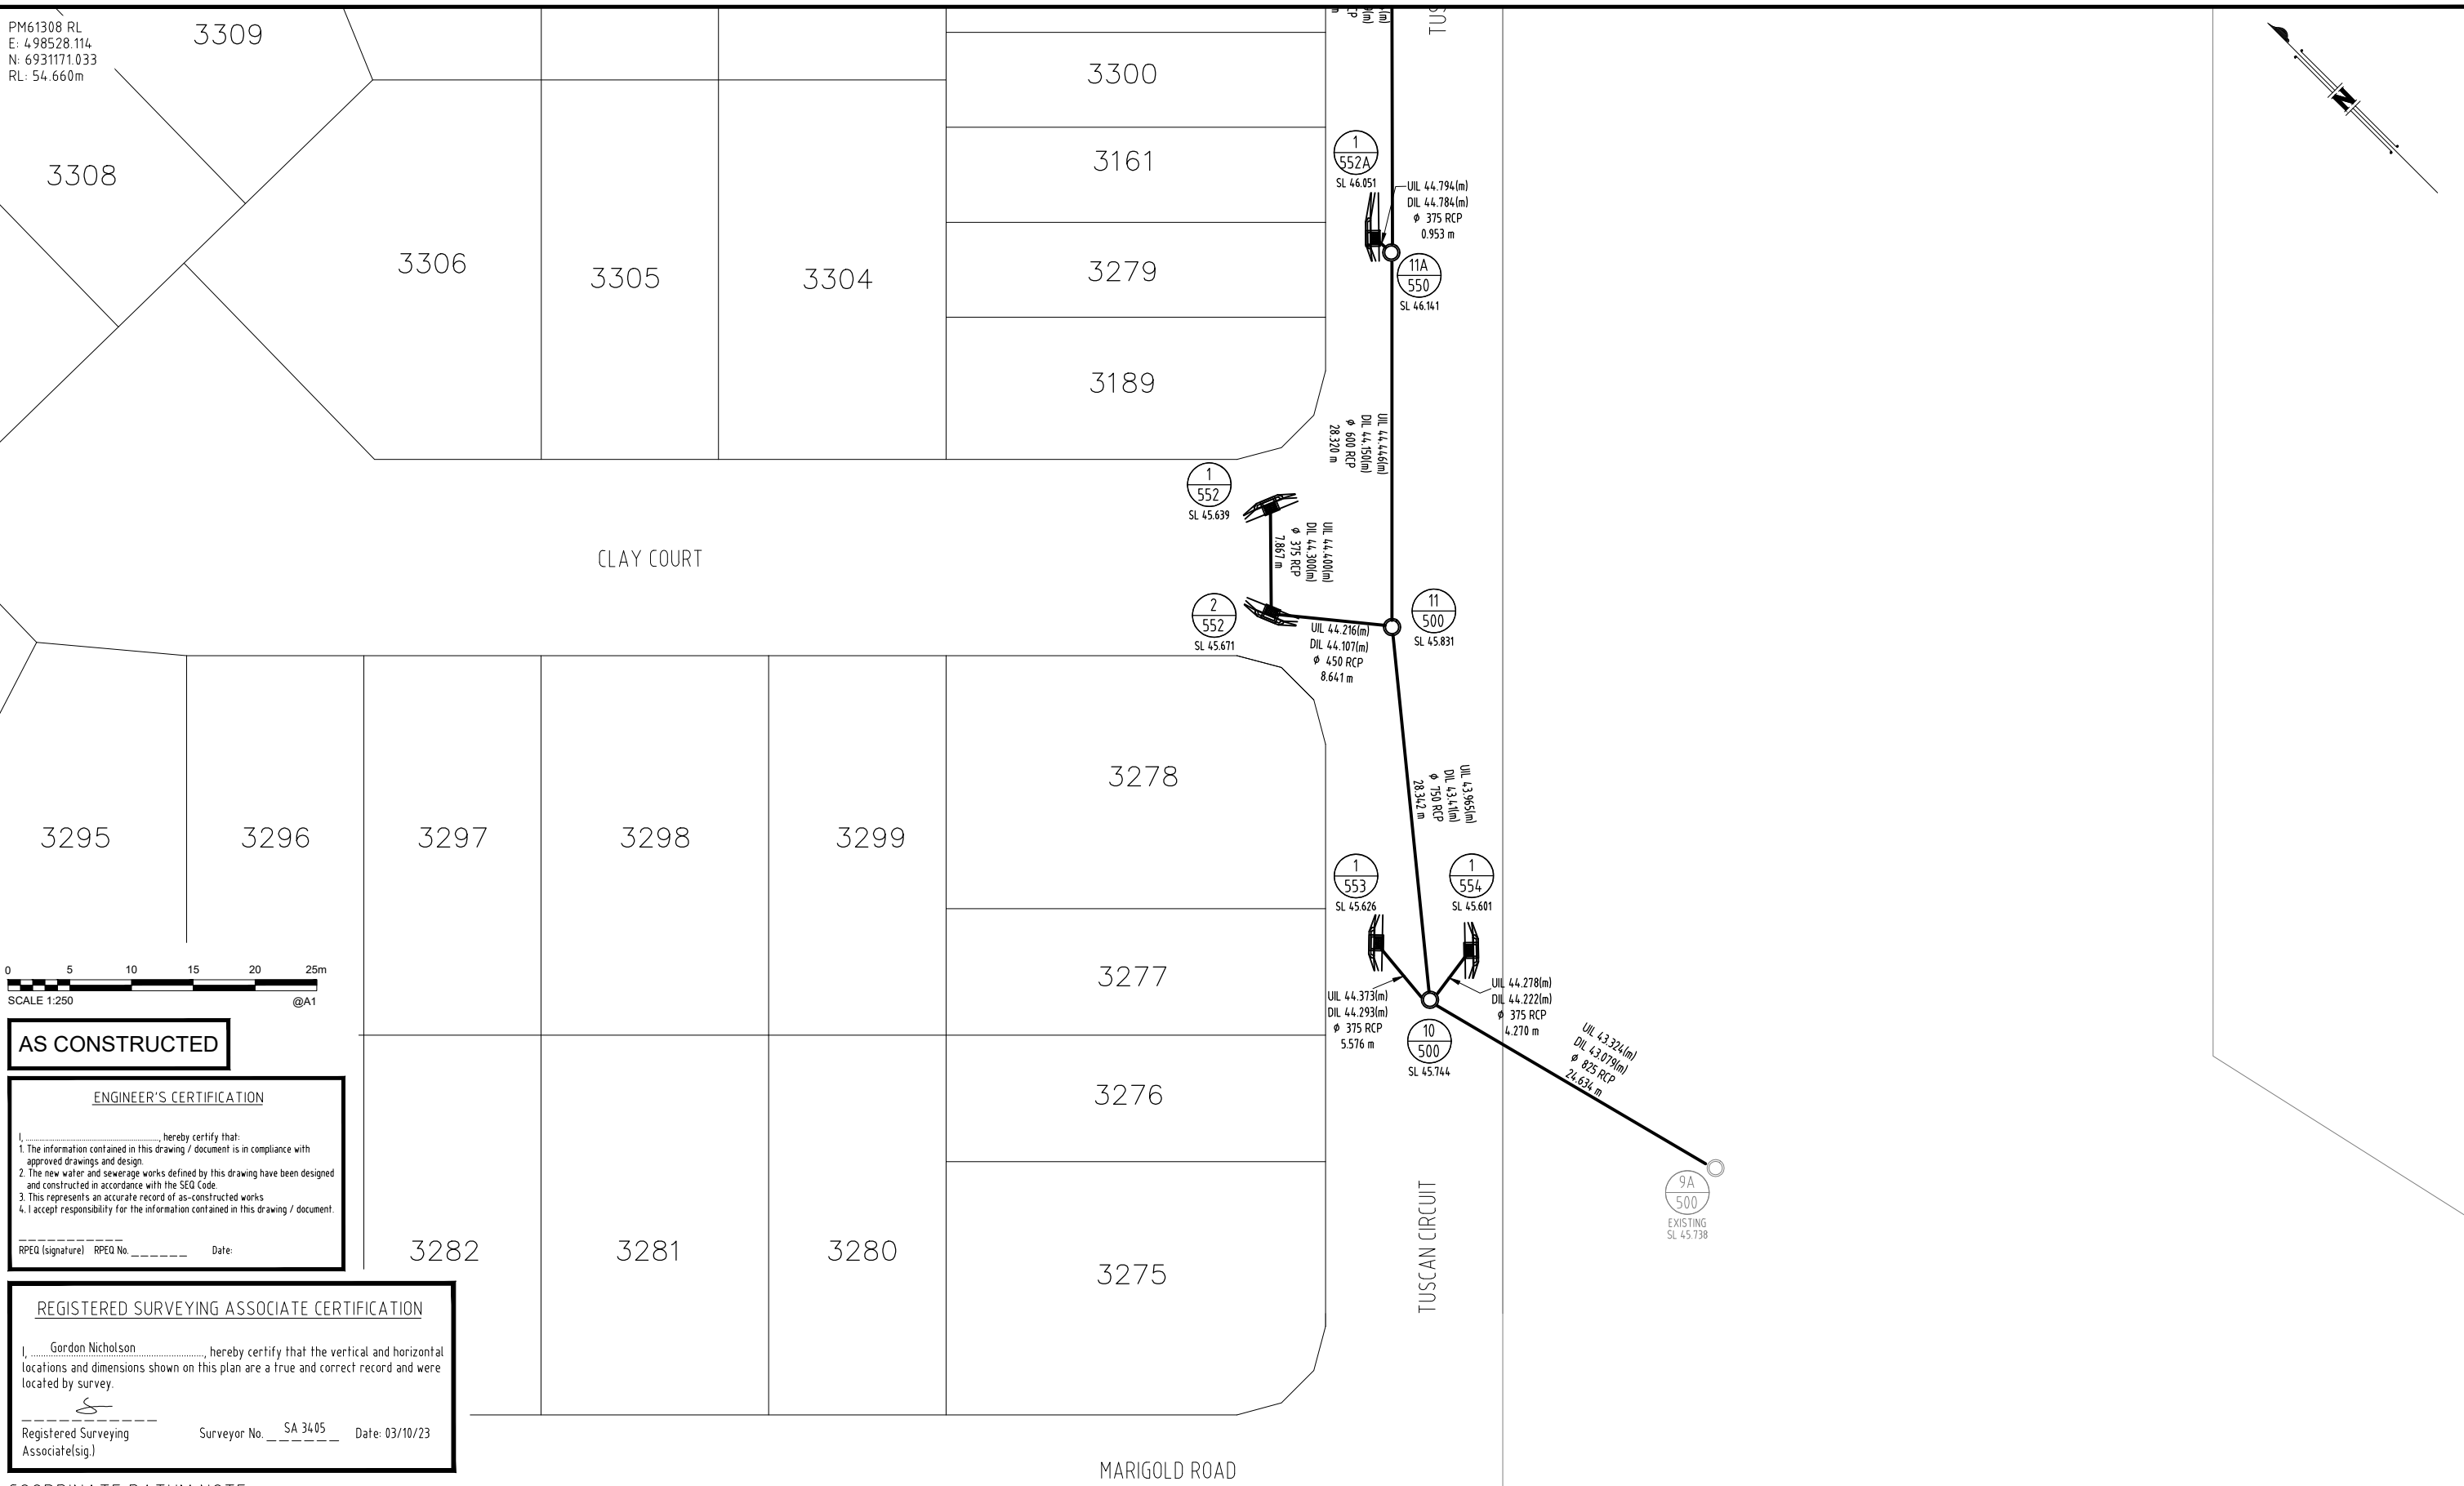 PM61308 RL
E: 498528.114
N: 6931171.033
RL: 54.660m
3309
3308
3306
3305
3304
3300
3161
3279
3189
TUS
N
1
552A
SL 46.051
UIL 44.794(m)
DIL 44.784(m)
ϕ 375 RCP
0.953 m
11A
550
SL 46.141
UIL 44.446(m)
DIL 44.150(m)
ϕ 600 RCP
28.320 m
1
552
SL 45.639
UIL 44.400(m)
DIL 44.300(m)
ϕ 375 RCP
7.867 m
CLAY COURT
2
552
SL 45.671
UIL 44.216(m)
DIL 44.107(m)
ϕ 450 RCP
8.641 m
11
500
SL 45.831
3295
3296
3297
3298
3299
3278
3277
3276
3275
3282
3281
3280
UIL 43.965(m)
DIL 43.41(m)
ϕ 750 RCP
28.342 m
1
553
SL 45.626
1
554
SL 45.601
UIL 44.373(m)
DIL 44.293(m)
ϕ 375 RCP
5.576 m
UIL 44.278(m)
DIL 44.222(m)
ϕ 375 RCP
4.270 m
10
500
SL 45.744
UIL 43.324(m)
DIL 43.079(m)
ϕ 825 RCP
24.634 m
9A
500
EXISTING
SL 45.738
TUSCAN CIRCUIT
MARIGOLD ROAD
0 5 10 15 20 25m
SCALE 1:250 @A1
AS CONSTRUCTED
ENGINEER'S CERTIFICATION
I, ........................................, hereby certify that:
1. The information contained in this drawing / document is in compliance with
approved drawings and design.
2. The new water and sewerage works defined by this drawing have been designed
and constructed in accordance with the SEQ Code.
3. This represents an accurate record of as-constructed works
4. I accept responsibility for the information contained in this drawing / document.
RPEQ (signature) RPEQ No. ______ Date:
REGISTERED SURVEYING ASSOCIATE CERTIFICATION
I, ....Gordon Nicholson...................., hereby certify that the vertical and horizontal
locations and dimensions shown on this plan are a true and correct record and were
located by survey.
Registered Surveying Surveyor No. SA 3405 Date: 03/10/23
Associate(sig.)